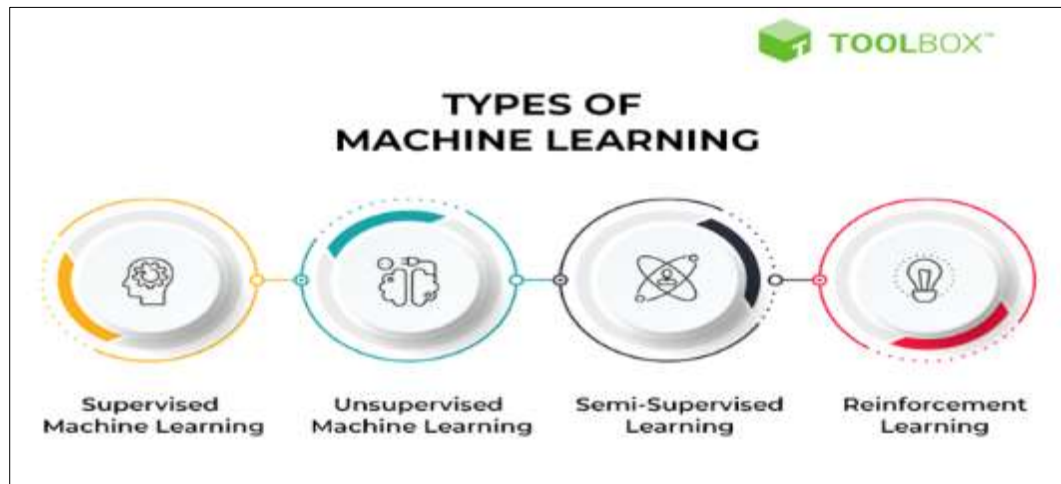 TOOLBOX™
TYPES OF
MACHINE LEARNING
Supervised
Machine Learning
Unsupervised
Machine Learning
Semi-Supervised
Learning
Reinforcement
Learning